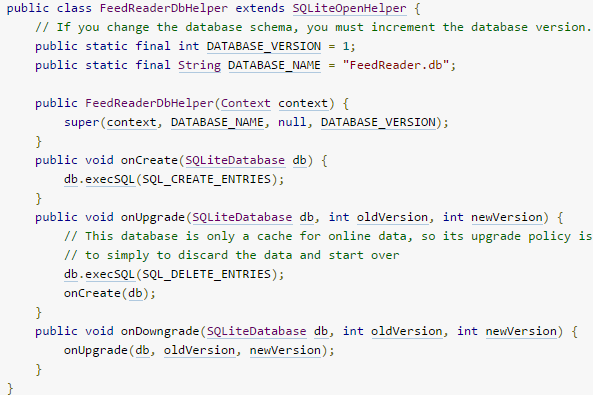 public class FeedReaderDbHelper extends SQLiteOpenHelper {
    // If you change the database schema, you must increment the database version.
    public static final int DATABASE_VERSION = 1;
    public static final String DATABASE_NAME = "FeedReader.db";

    public FeedReaderDbHelper(Context context) {
        super(context, DATABASE_NAME, null, DATABASE_VERSION);
    }
    public void onCreate(SQLiteDatabase db) {
        db.execSQL(SQL_CREATE_ENTRIES);
    }
    public void onUpgrade(SQLiteDatabase db, int oldVersion, int newVersion) {
        // This database is only a cache for online data, so its upgrade policy is
        // to simply to discard the data and start over
        db.execSQL(SQL_DELETE_ENTRIES);
        onCreate(db);
    }
    public void onDowngrade(SQLiteDatabase db, int oldVersion, int newVersion) {
        onUpgrade(db, oldVersion, newVersion);
    }
}